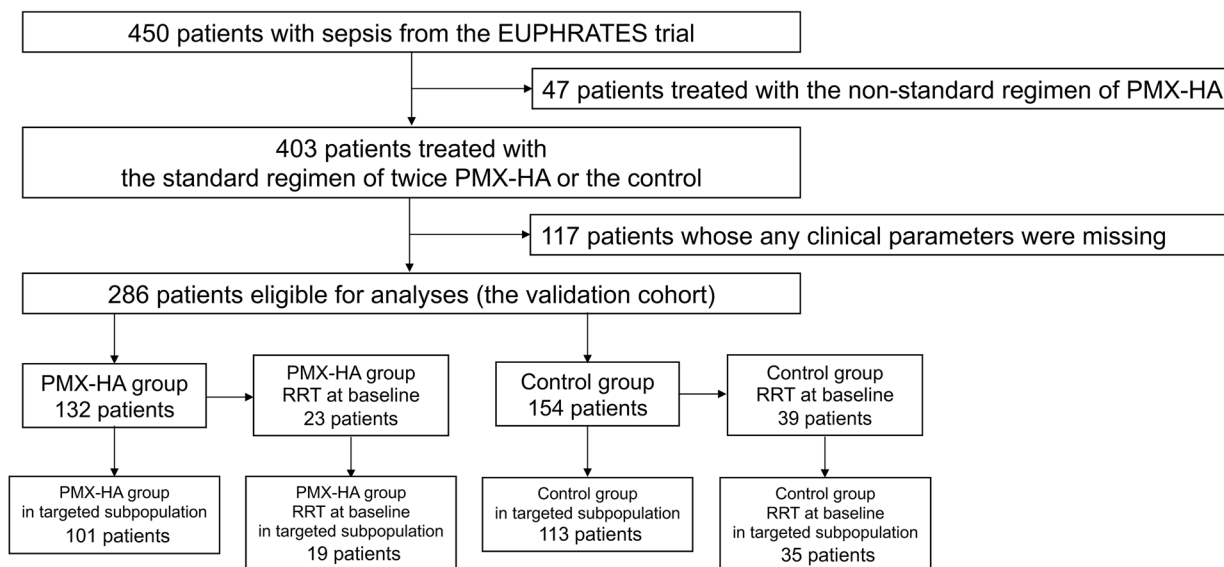 450 patients with sepsis from the EUPHRATES trial
47 patients treated with the non-standard regimen of PMX-HA
403 patients treated with
the standard regimen of twice PMX-HA or the control
117 patients whose any clinical parameters were missing
286 patients eligible for analyses (the validation cohort)
PMX-HA group
132 patients
PMX-HA group
RRT at baseline
23 patients
Control group
154 patients
Control group
RRT at baseline
39 patients
PMX-HA group
in targeted subpopulation
101 patients
PMX-HA group
RRT at baseline
in targeted subpopulation
19 patients
Control group
in targeted subpopulation
113 patients
Control group
RRT at baseline
in targeted subpopulation
35 patients